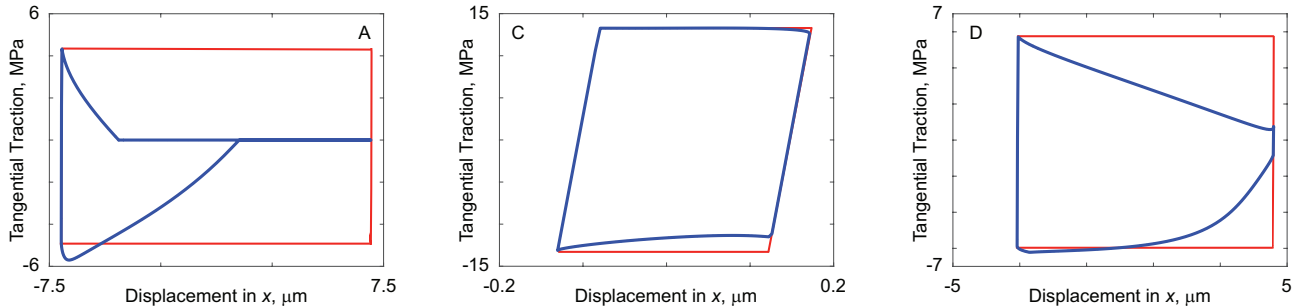 6
A
Tangential Traction, MPa
-6
-7.5
7.5
Displacement in x, μm
15
C
Tangential Traction, MPa
-15
-0.2
0.2
Displacement in x, μm
7
D
Tangential Traction, MPa
-7
-5
5
Displacement in x, μm